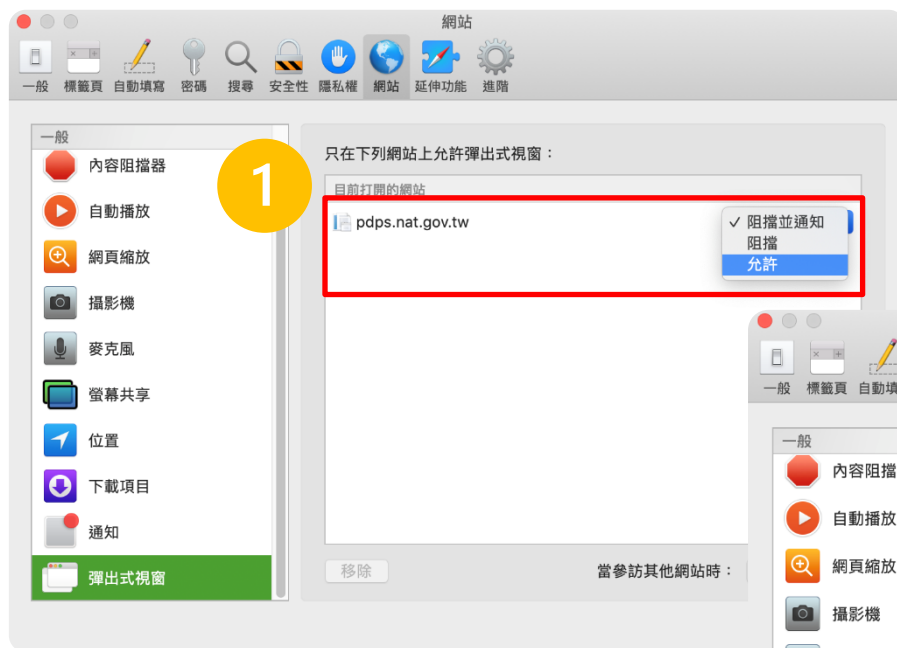 網站
一般 標籤頁 自動填寫 密碼 搜尋 安全性 隱私權 網站 延伸功能 進階
一般
內容阻擋器
自動播放
網頁縮放
攝影機
麥克風
螢幕共享
位置
下載項目
通知
彈出式視窗
1
只在下列網站上允許彈出式視窗：
目前打開的網站
pdps.nat.gov.tw
✓ 阻擋並通知
阻擋
允許
移除
當參訪其他網站時：
一般 標籤頁 自動填
一般
內容阻擋
自動播放
網頁縮放
攝影機